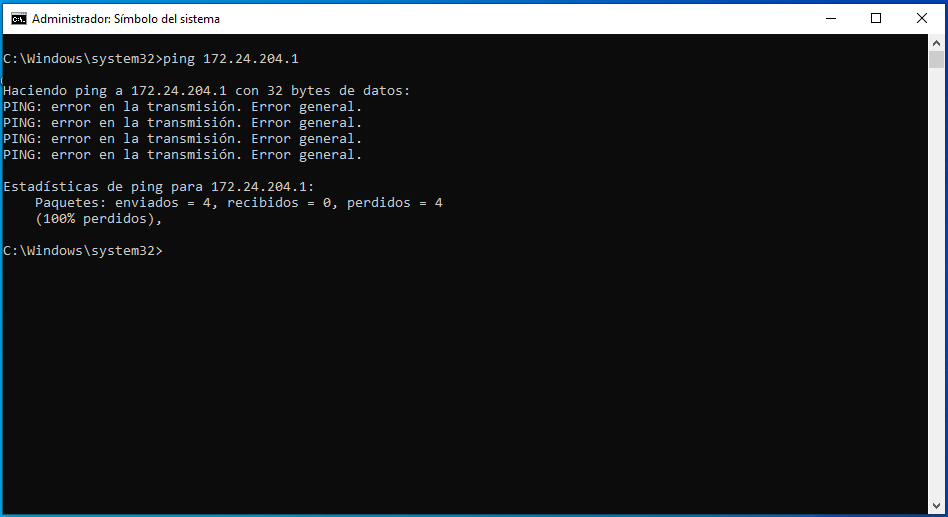 Administrador: Símbolo del sistema
C:\Windows\system32>ping 172.24.204.1
Haciendo ping a 172.24.204.1 con 32 bytes de datos:
PING: error en la transmisión. Error general.
PING: error en la transmisión. Error general.
PING: error en la transmisión. Error general.
PING: error en la transmisión. Error general.
Estadísticas de ping para 172.24.204.1:
    Paquetes: enviados = 4, recibidos = 0, perdidos = 4
    (100% perdidos),
C:\Windows\system32>